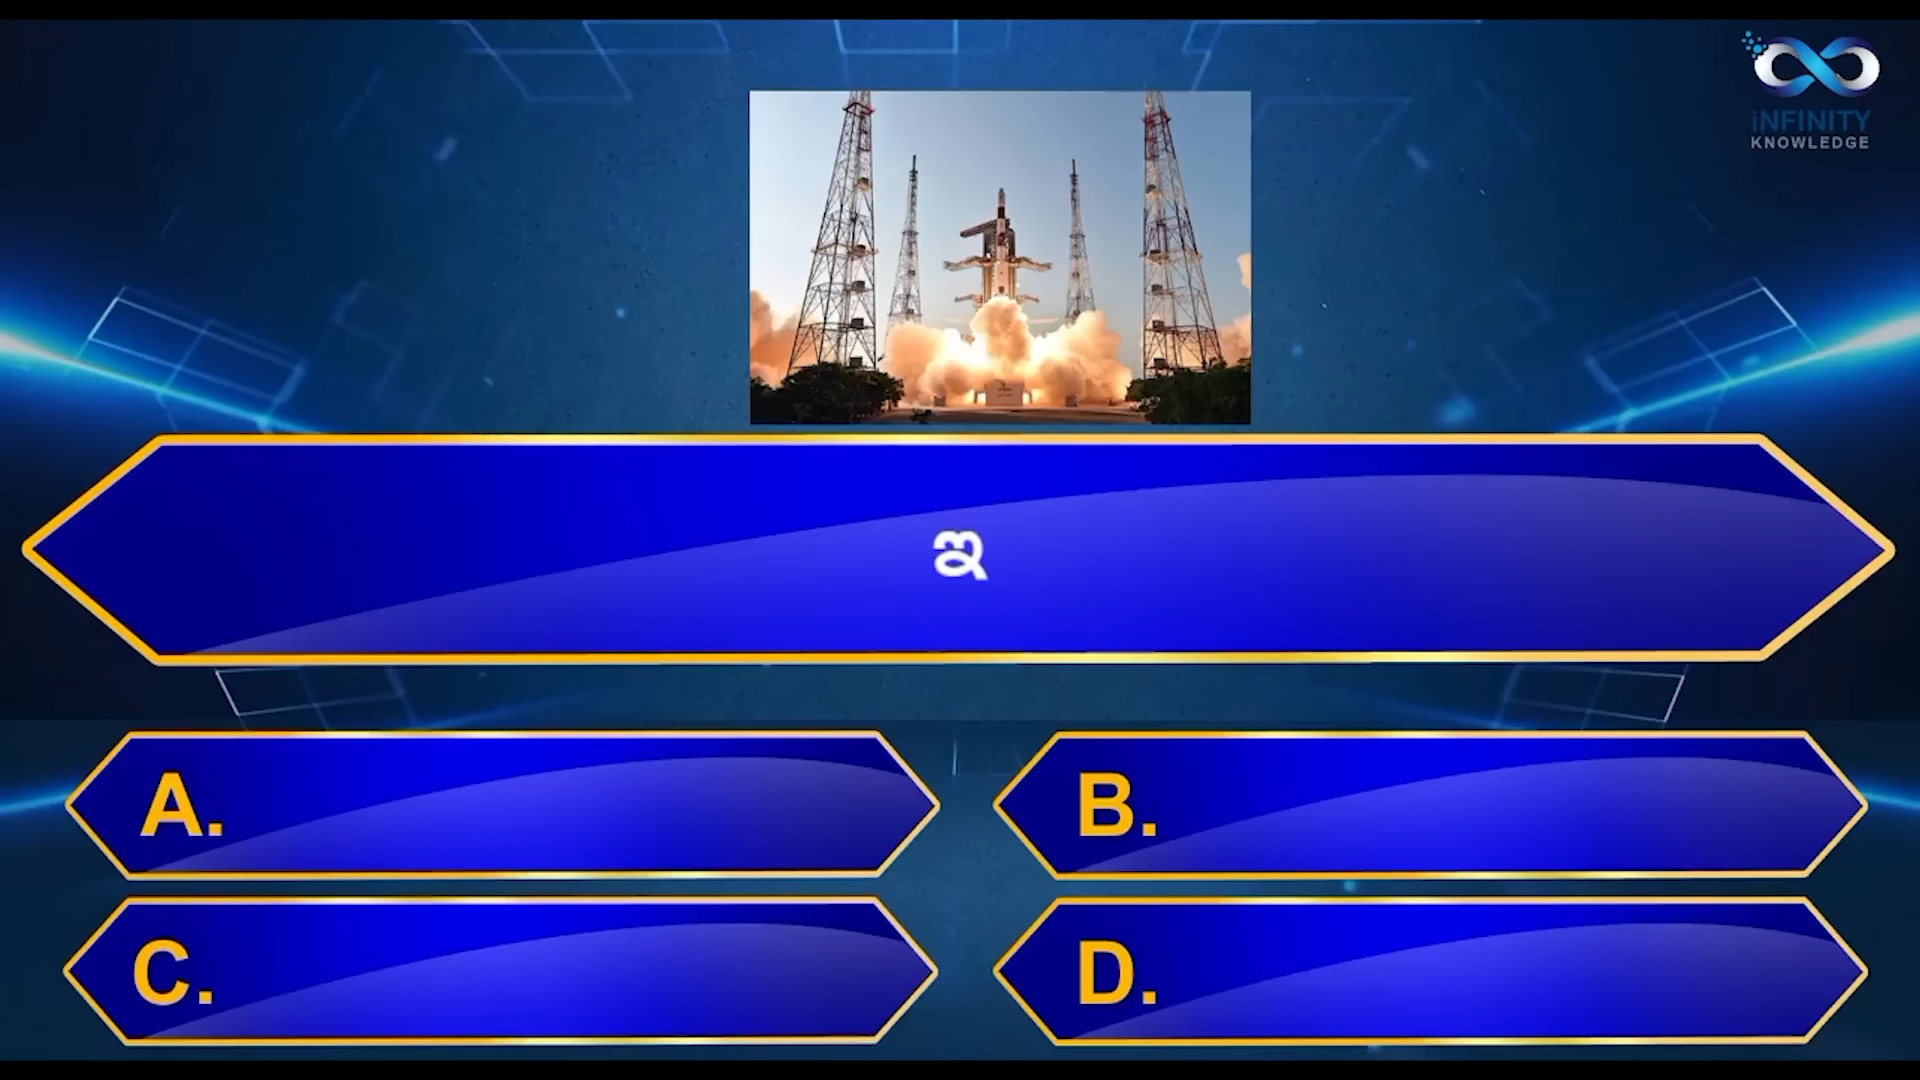 INFINITY
KNOWLEDGE
ఇ
A.
B.
C.
D.